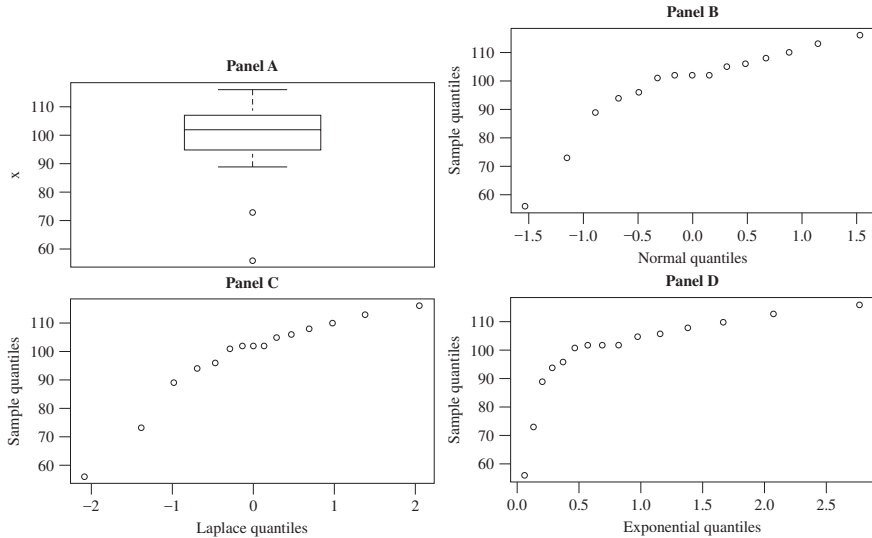 Panel A
110
100
90
80
70
60
x
Panel B
110
100
90
80
70
60
Sample quantiles
−1.5 −1.0 −0.5 0.0 0.5 1.0 1.5
Normal quantiles
Panel C
110
100
90
80
70
60
Sample quantiles
−2 −1 0 1 2
Laplace quantiles
Panel D
110
100
90
80
70
60
Sample quantiles
0.0 0.5 1.0 1.5 2.0 2.5
Exponential quantiles